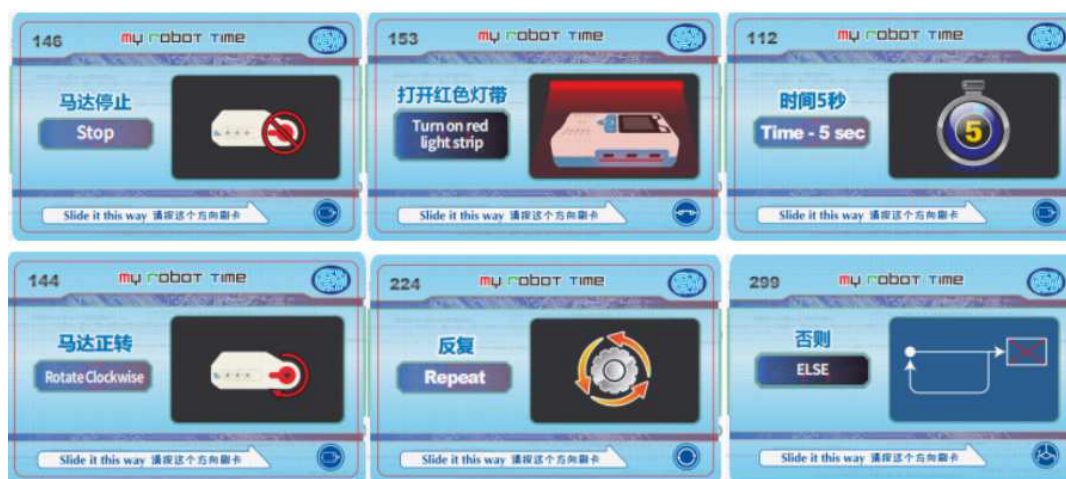 146 my robot time
马达停止
Stop
Slide it this way 请按这个方向刷卡
153 my robot time
打开红色灯带
Turn on red
light strip
Slide it this way 请按这个方向刷卡
112 my robot time
时间5秒
Time - 5 sec
5
Slide it this way 请按这个方向刷卡
144 my robot time
马达正转
Rotate Clockwise
Slide it this way 请按这个方向刷卡
224 my robot time
反复
Repeat
Slide it this way 请按这个方向刷卡
299 my robot time
否则
ELSE
Slide it this way 请按这个方向刷卡